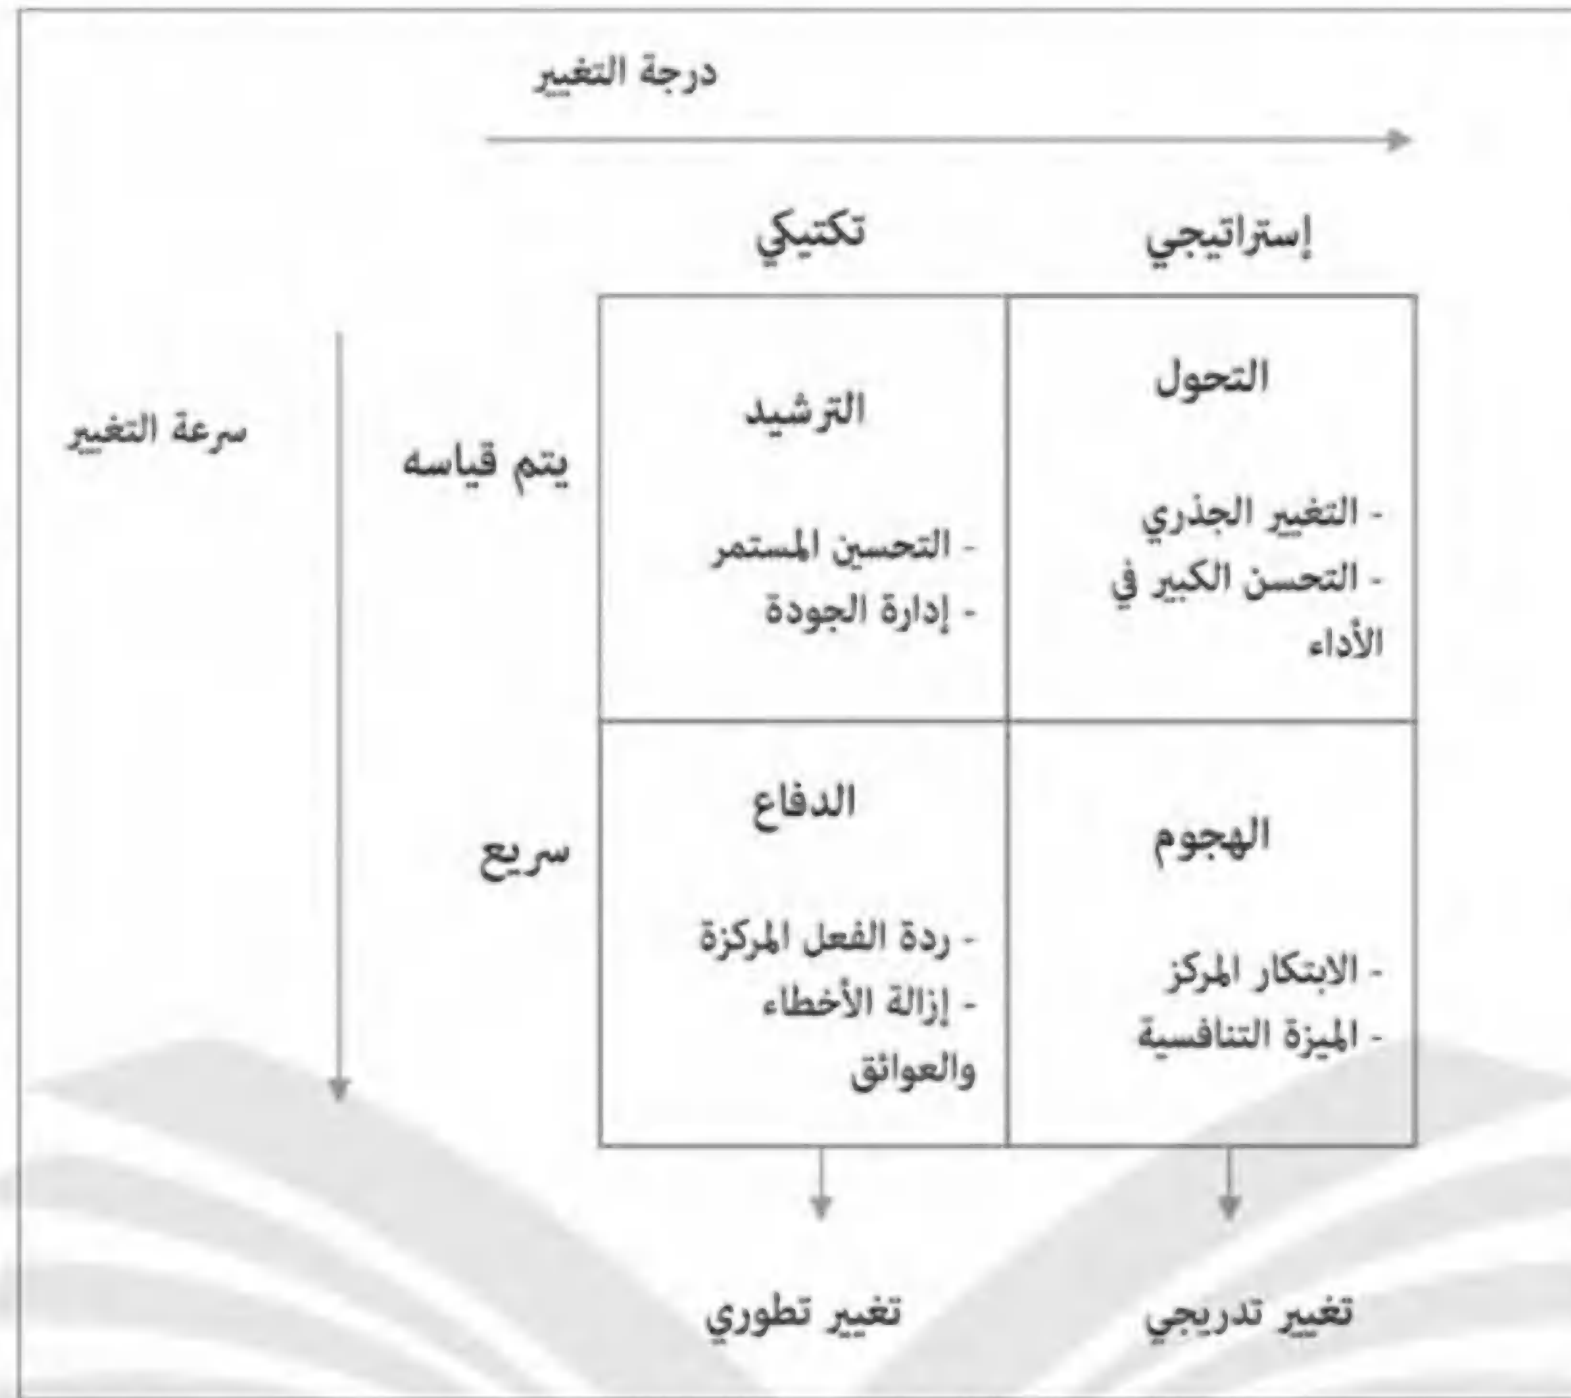 درجة التغيير
إستراتيجي
تكتيكي
سرعة التغيير
يتم قياسه
التحول
- التغيير الجذري
- التحسن الكبير في
الأداء
الترشيد
- التحسين المستمر
- إدارة الجودة
سريع
الهجوم
- الابتكار المركز
- الميزة التنافسية
الدفاع
- ردة الفعل المركزة
- إزالة الأخطاء
والعوائق
تغيير تدريجي
تغيير تطوري